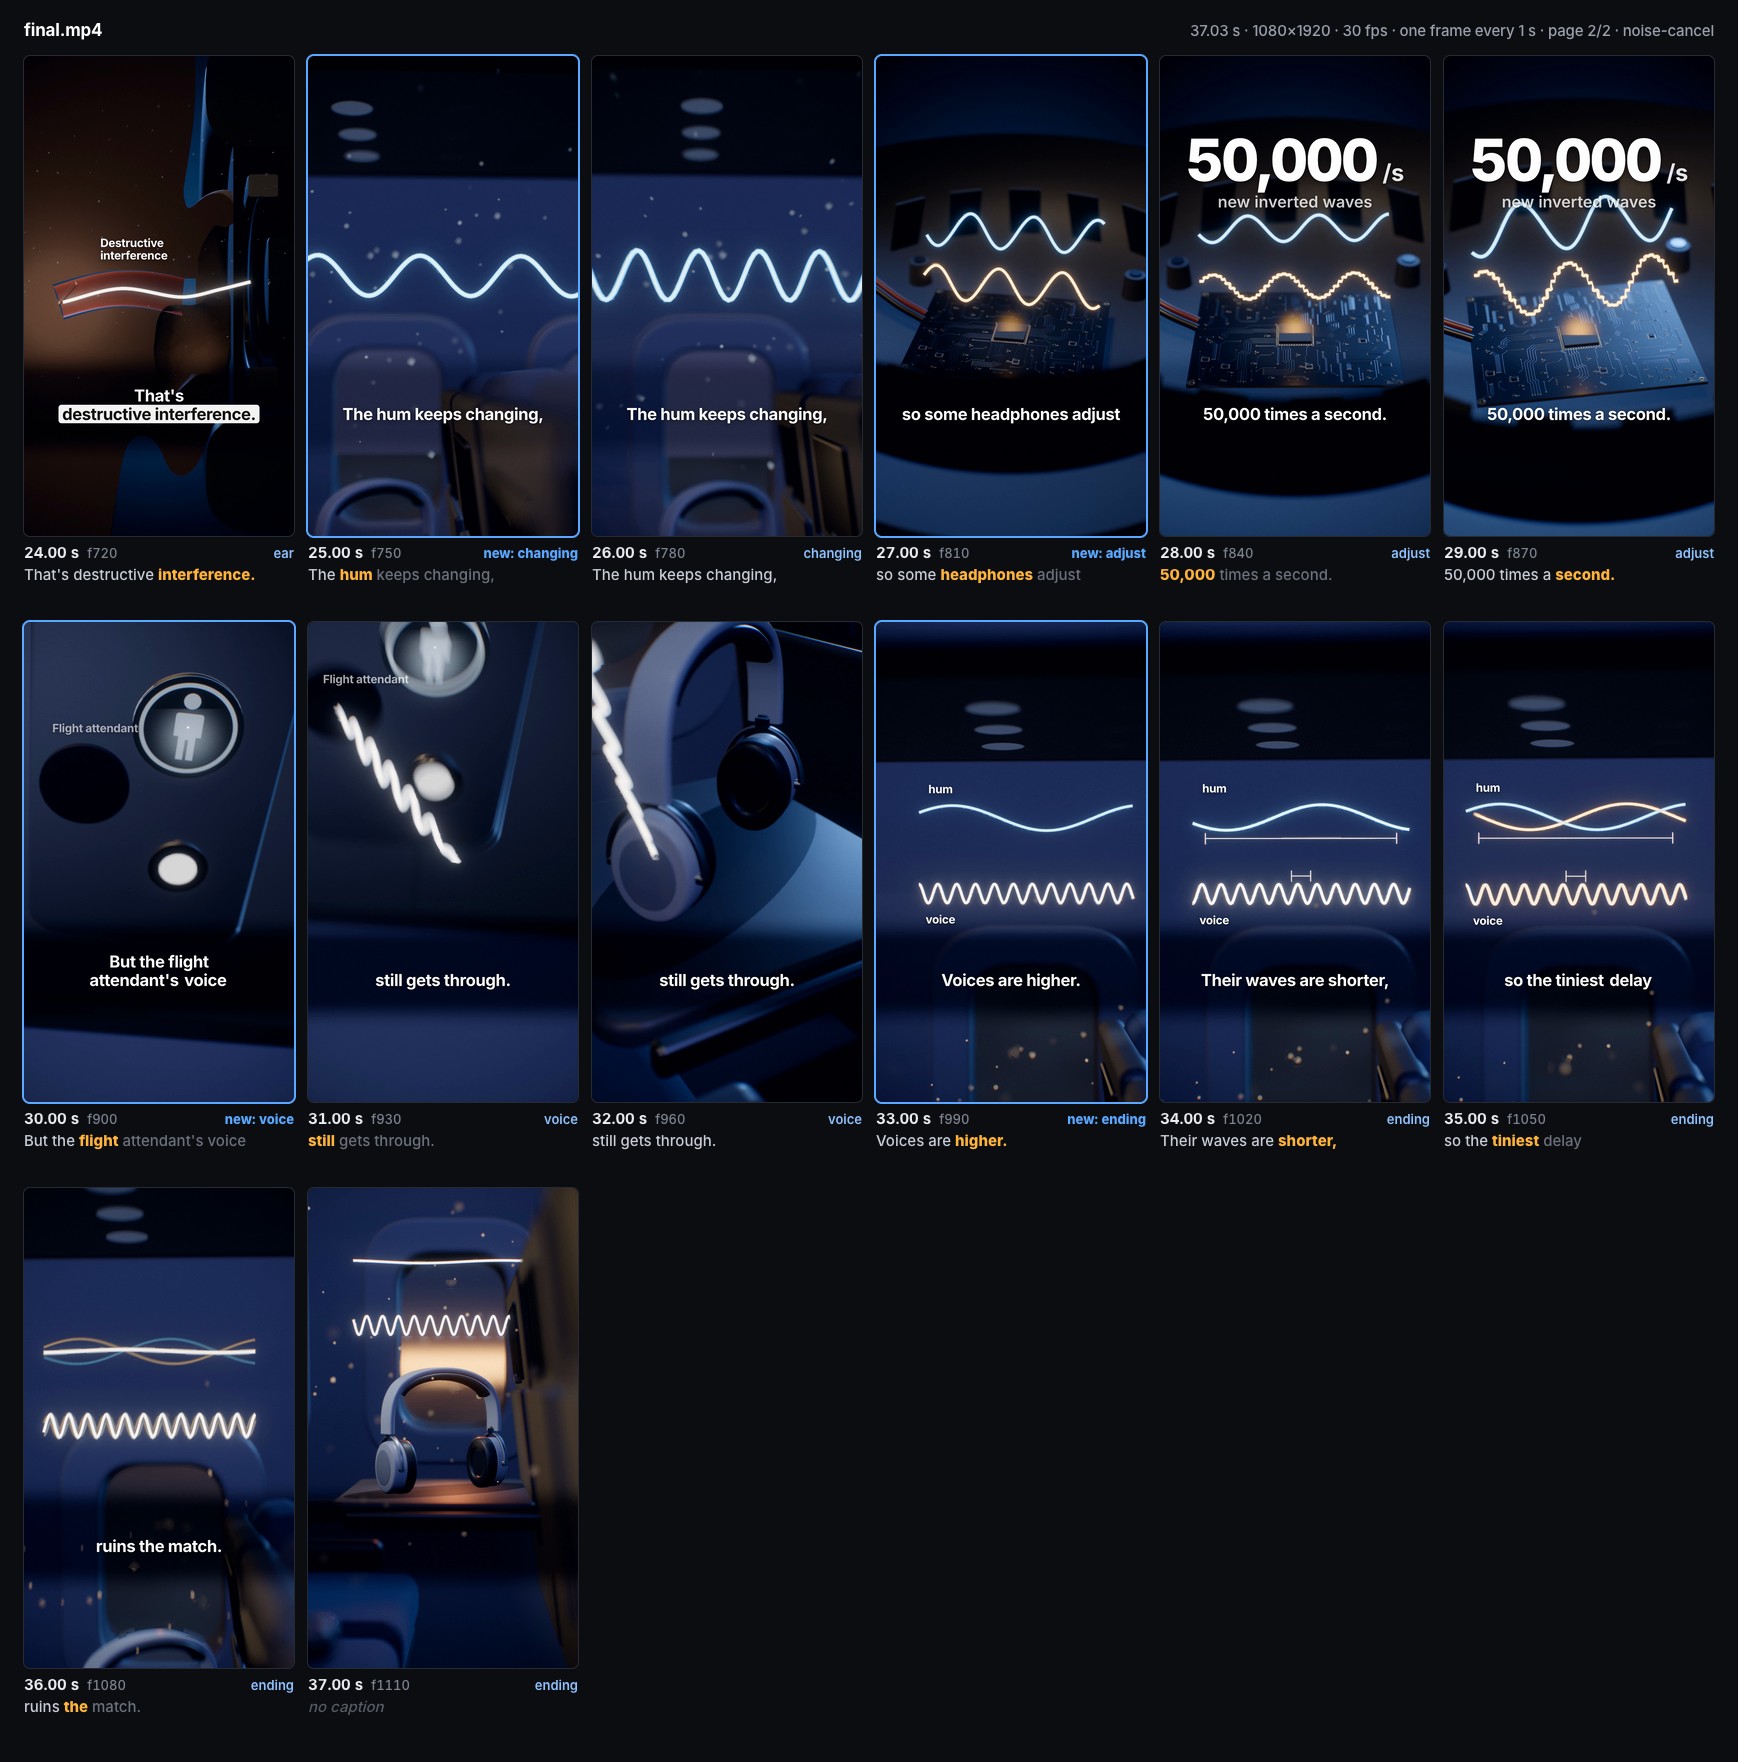 final.mp4
37.03 s · 1080×1920 · 30 fps · one frame every 1 s · page 2/2 · noise-cancel
Destructive
interference
That's
destructive interference.
24.00 s f720 ear
That's destructive interference.
The hum keeps changing,
25.00 s f750 new: changing
The hum keeps changing,
The hum keeps changing,
26.00 s f780 changing
The hum keeps changing,
so some headphones adjust
27.00 s f810 new: adjust
so some headphones adjust
50,000 /s
new inverted waves
50,000 times a second.
28.00 s f840 adjust
50,000 times a second.
50,000 /s
new inverted waves
50,000 times a second.
29.00 s f870 adjust
50,000 times a second.
Flight attendant
But the flight
attendant's voice
30.00 s f900 new: voice
But the flight attendant's voice
Flight attendant
still gets through.
31.00 s f930 voice
still gets through.
still gets through.
32.00 s f960 voice
still gets through.
hum
voice
Voices are higher.
33.00 s f990 new: ending
Voices are higher.
hum
voice
Their waves are shorter,
34.00 s f1020 ending
Their waves are shorter,
hum
voice
so the tiniest delay
35.00 s f1050 ending
so the tiniest delay
ruins the match.
36.00 s f1080 ending
ruins the match.
37.00 s f1110 ending
no caption